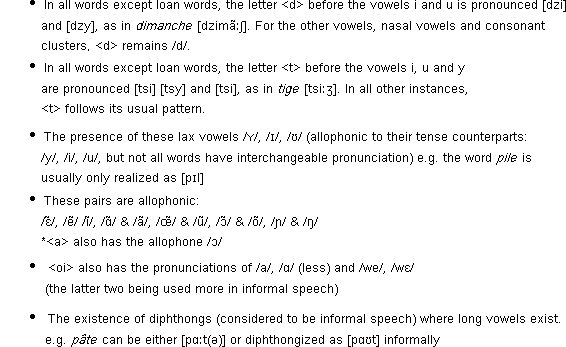 • In all words except loan words, the letter <d> before the vowels i and u is pronounced [dzi]
and [dzy], as in dimanche [dzimãːʃ]. For the other vowels, nasal vowels and consonant
clusters, <d> remains /d/.
• In all words except loan words, the letter <t> before the vowels i, u and y
are pronounced [tsi] [tsy] and [tsi], as in tige [tsiːʒ]. In all other instances,
<t> follows its usual pattern.
• The presence of these lax vowels /ʏ/, /ɪ/, /ʊ/ (allophonic to their tense counterparts:
/y/, /i/, /u/, but not all words have interchangeable pronunciation) e.g. the word pile is
usually only realized as [pɪl]
• These pairs are allophonic:
/ɛ̃/, /ẽ/ /ĩ/, /ɑ̃/ & /ã/, /œ̃/ & /ũ/, /ɔ̃/ & /õ/, /ɲ/ & /ŋ/
*<a> also has the allophone /ɔ/
• <oi> also has the pronunciations of /a/, /ɑ/ (less) and /we/, /wɛ/
(the latter two being used more in informal speech)
• The existence of diphthongs (considered to be informal speech) where long vowels exist.
e.g. pâte can be either [pɑːt(ə)] or diphthongized as [pɑʊt] informally